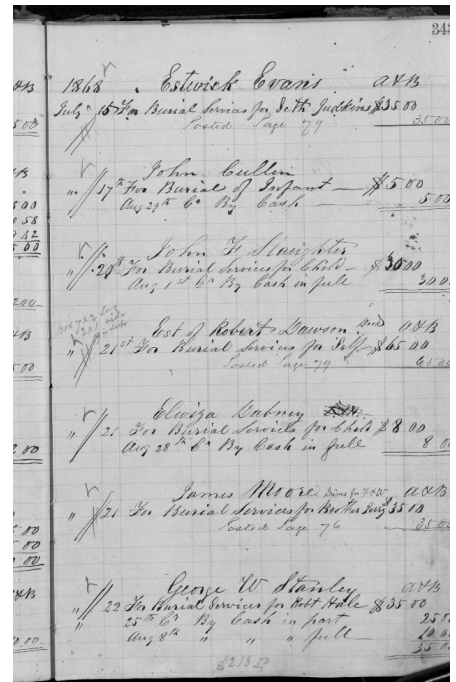 343
1868 Estwick Evans A&B
July 15 For Burial Services for Seth Judkins $35 00
Posted Page 79 35 00
John Cullin
" 17th For Burial of Infant $5 00
Aug 29th Cr By Cash 5 00
John F Slaughter
" 20th For Burial Services for Child $30 00
Aug 1st Cr By Cash in full 30 00
Est of Robert Dawson Decd A&B
" 21st For Burial Services for Self $65 00
Posted Page 79 65 00
Elwiza Dabney
" 21 For Burial Services for Child $8 00
Aug 28th Cr By Cash in full 8 00
James Moore Drives for A&B
" 21 For Burial Services for Brother $35 00
Posted Page 76 35 00
George W Stanley A&B
" 22 For Burial Services for Robt Hale $35 00
25th Cr By Cash in part 25 00
Aug 8th " " " full 10 00
35 00
$213